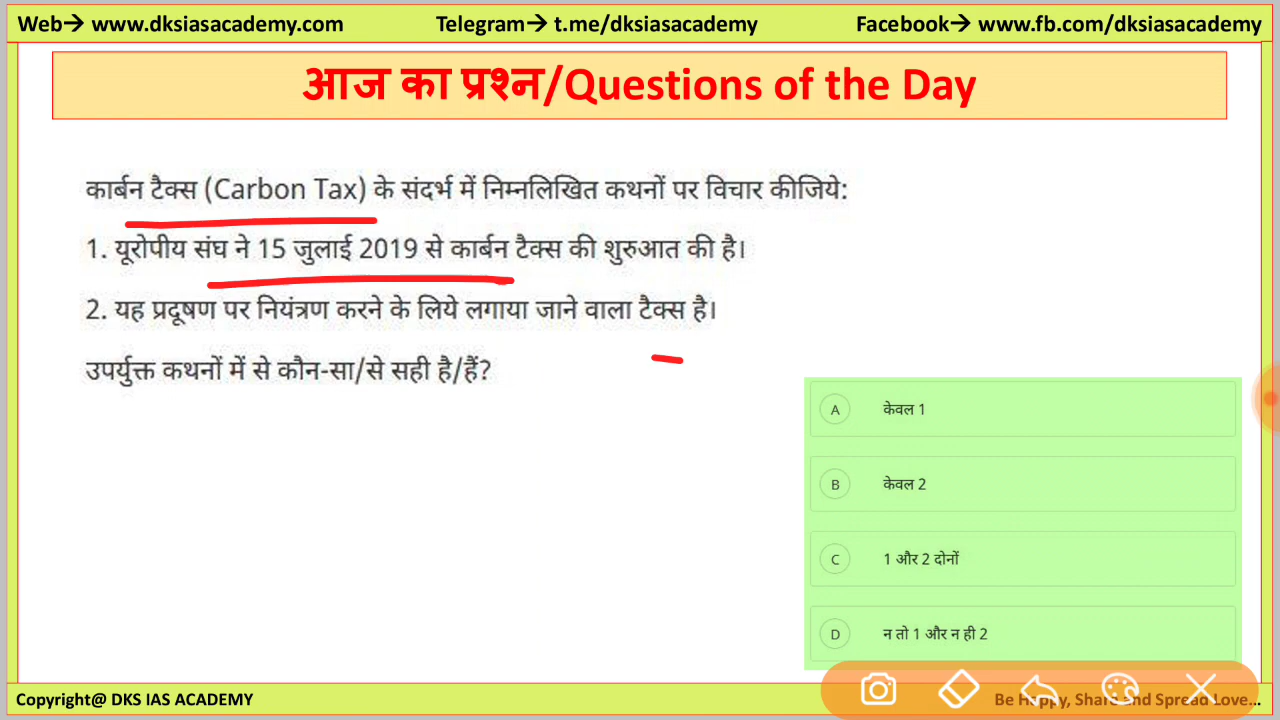 Web→ www.dksiasacademy.com Telegram→ t.me/dksiasacademy Facebook→ www.fb.com/dksiasacademy
आज का प्रश्न/Questions of the Day
कार्बन टैक्स (Carbon Tax) के संदर्भ में निम्नलिखित कथनों पर विचार कीजिये:
1. यूरोपीय संघ ने 15 जुलाई 2019 से कार्बन टैक्स की शुरुआत की है।
2. यह प्रदूषण पर नियंत्रण करने के लिये लगाया जाने वाला टैक्स है।
उपर्युक्त कथनों में से कौन-सा/से सही है/हैं?
A केवल 1
B केवल 2
C 1 और 2 दोनों
D न तो 1 और न ही 2
Copyright@ DKS IAS ACADEMY Be Happy, Share and Spread Love...